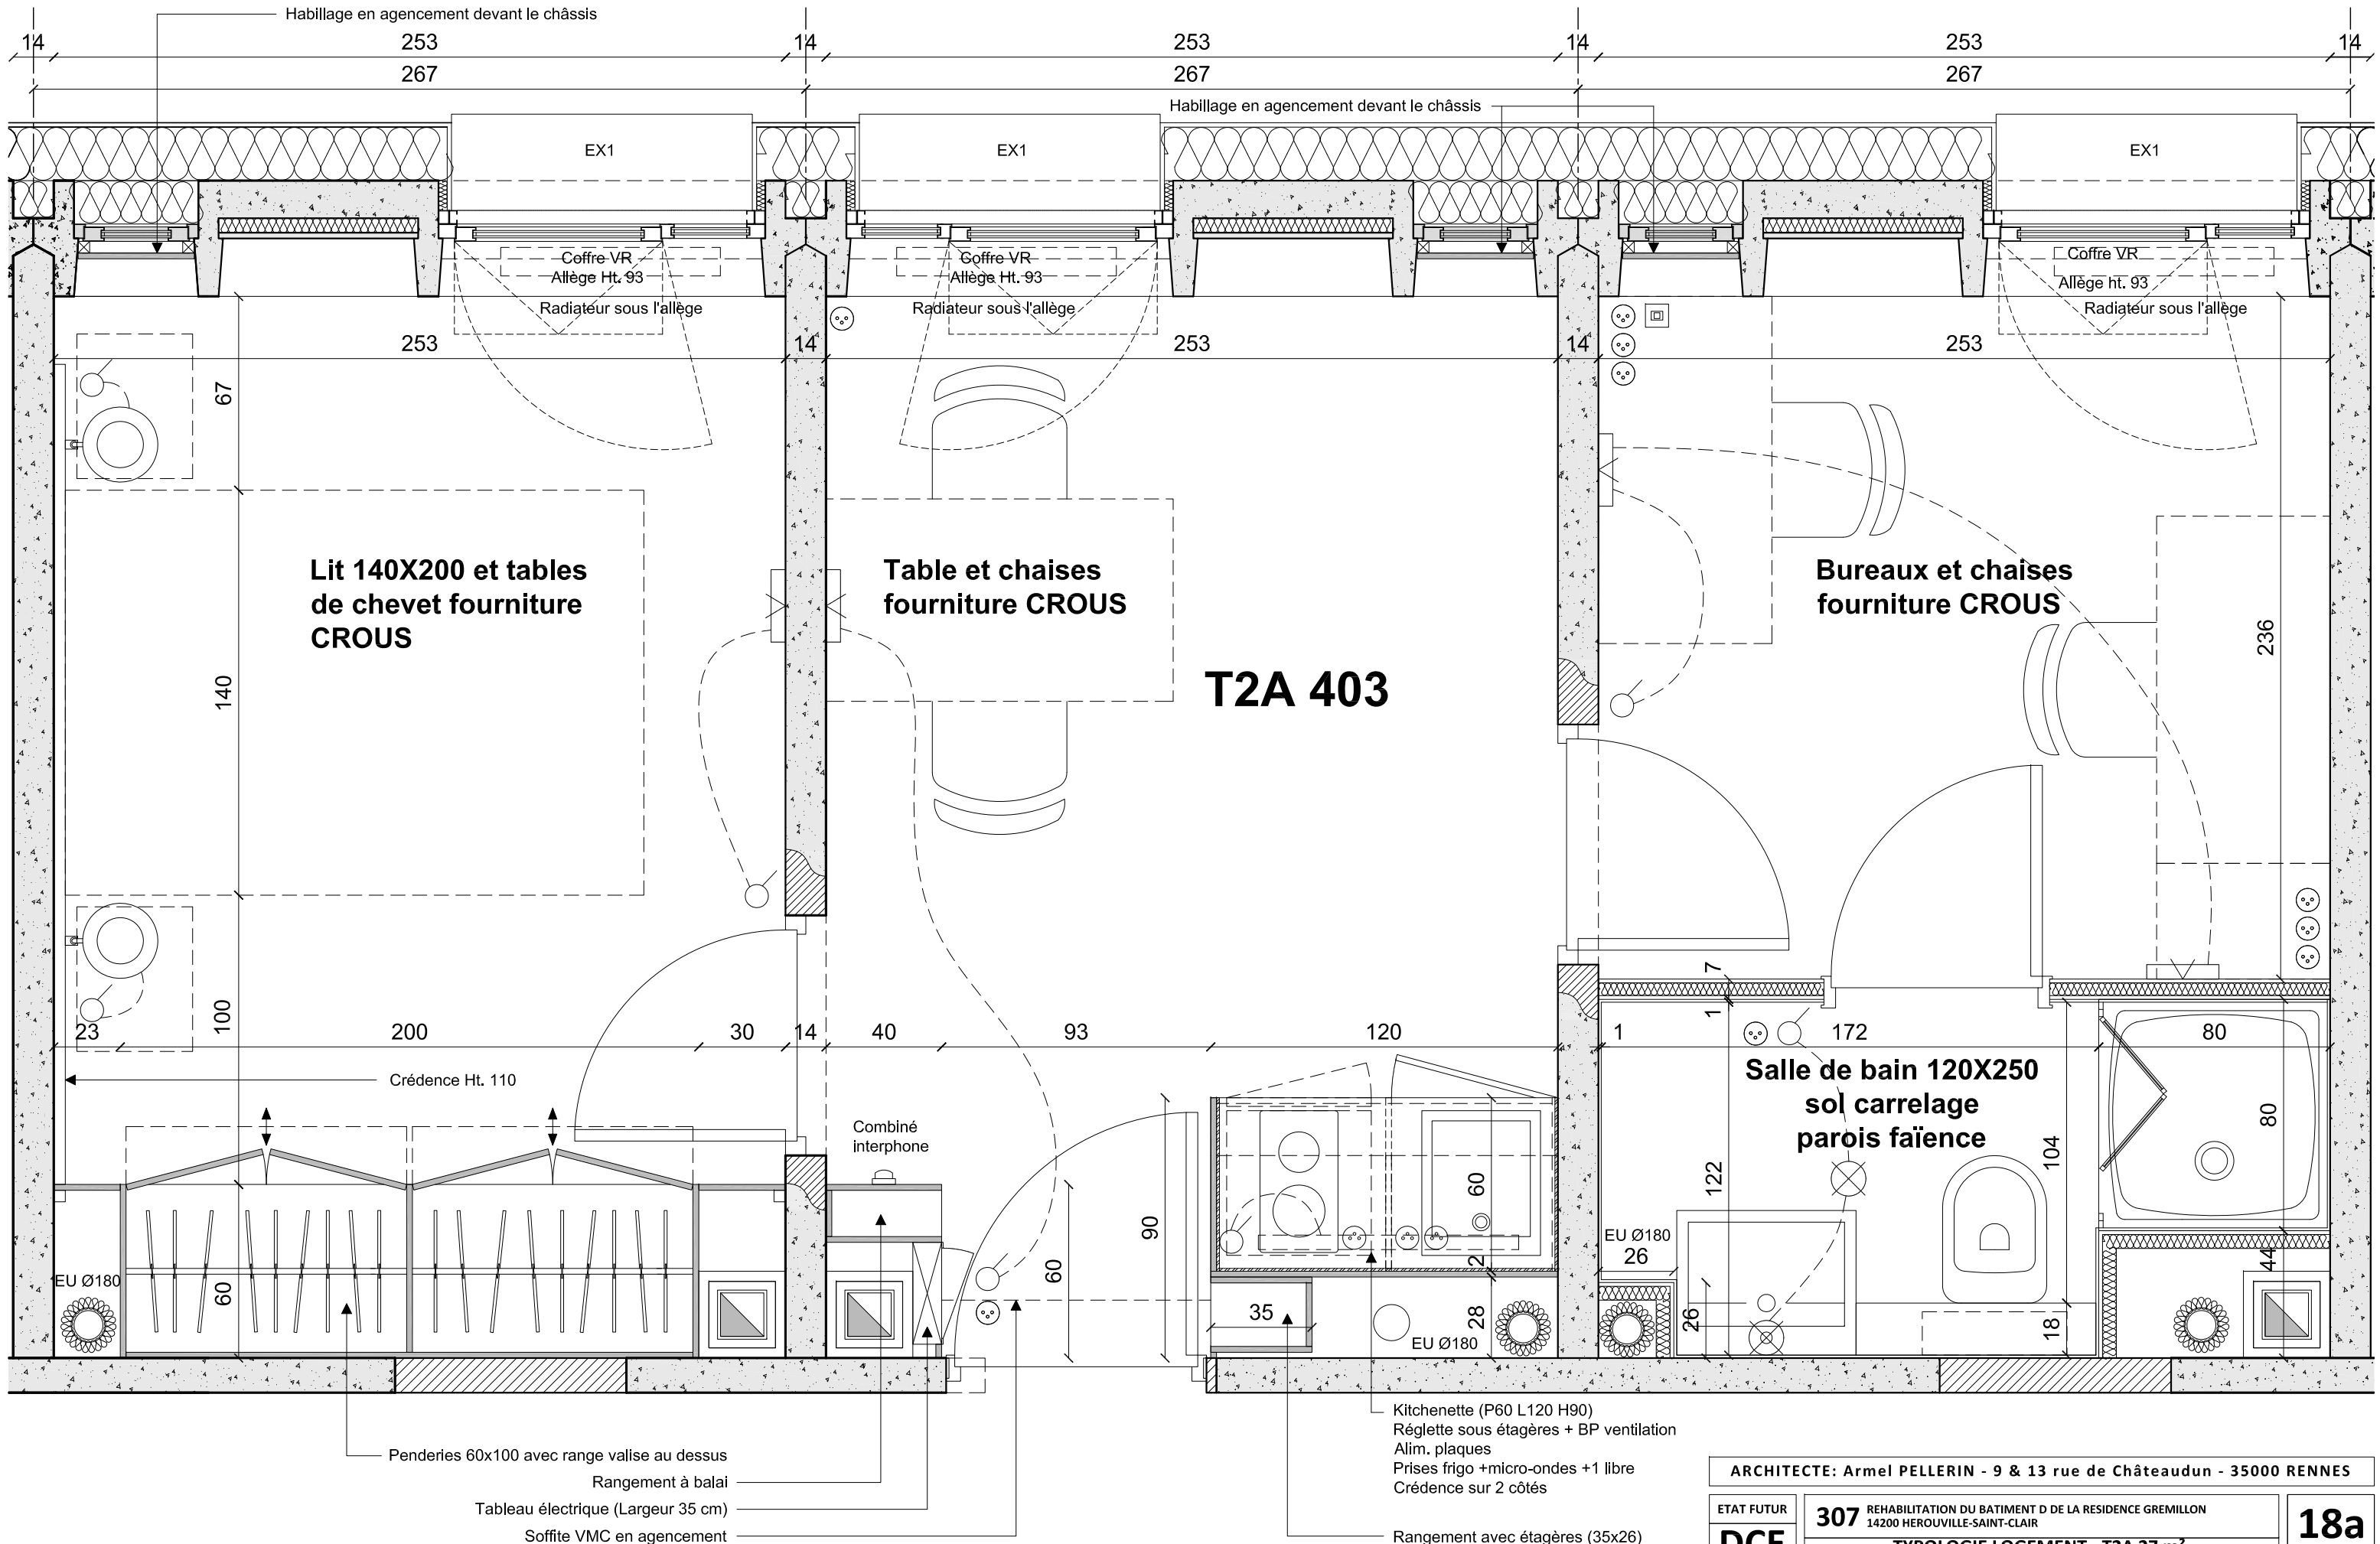 Habillage en agencement devant le châssis
14 253 14 253 14 253 14
267 267 267
Habillage en agencement devant le châssis
EX1 EX1 EX1
Coffre VR
Allège Ht. 93
Radiateur sous l'allège
Coffre VR
Allège Ht. 93
Radiateur sous l'allège
Coffre VR
Allège ht. 93
Radiateur sous l'allège
253 14 253 14 253
67
Lit 140X200 et tables
de chevet fourniture
CROUS
Table et chaises
fourniture CROUS
Bureaux et chaises
fourniture CROUS
236
140
T2A 403
100
7
1
23 200 30 14 40 93 120 1 172 80
Crédence Ht. 110
Salle de bain 120X250
sol carrelage
parois faïence
Combiné
interphone
122
104
80
60
90
60
60
2
28
35
EU Ø180
EU Ø180
EU Ø180
26
26
18
44
Penderies 60x100 avec range valise au dessus
Rangement à balai
Tableau électrique (Largeur 35 cm)
Soffite VMC en agencement
Kitchenette (P60 L120 H90)
Réglette sous étagères + BP ventilation
Alim. plaques
Prises frigo +micro-ondes +1 libre
Crédence sur 2 côtés
Rangement avec étagères (35x26)
ARCHITECTE: Armel PELLERIN - 9 & 13 rue de Châteaudun - 35000 RENNES
ETAT FUTUR
DCE
307 REHABILITATION DU BATIMENT D DE LA RESIDENCE GREMILLON
14200 HEROUVILLE-SAINT-CLAIR
TYPOLOGIE LOGEMENT - T2A 27 m²
18a